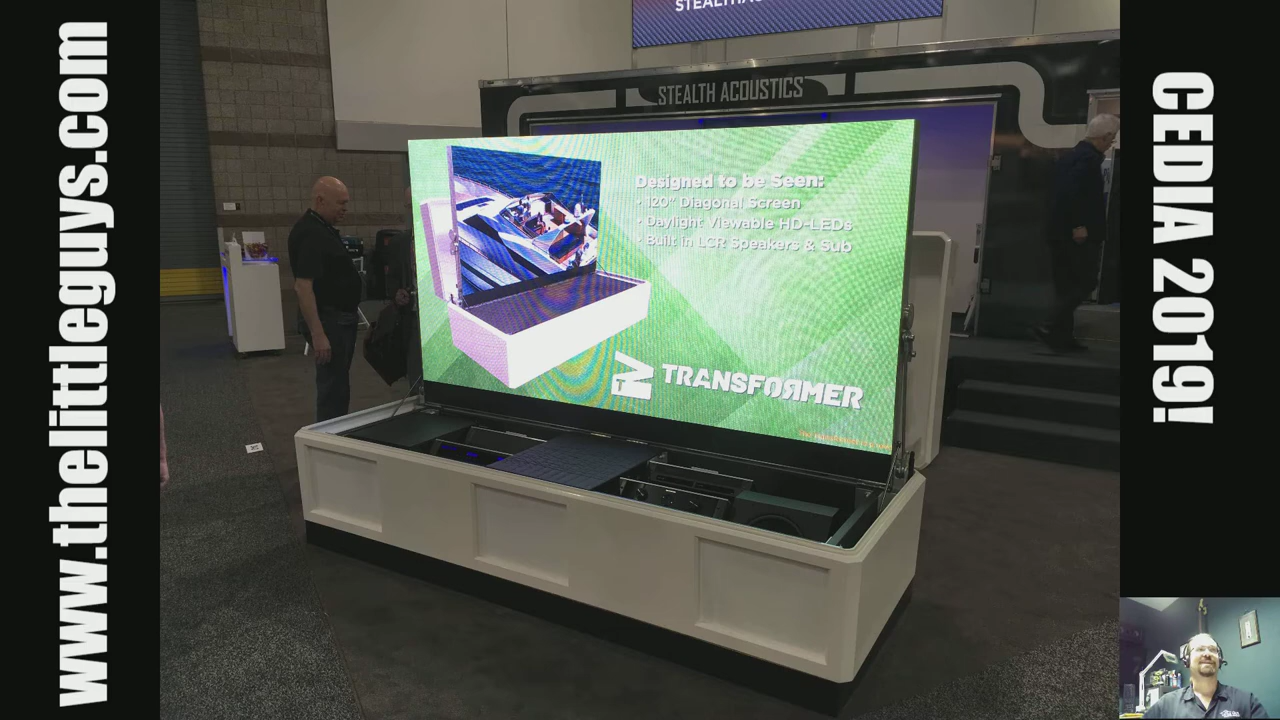 www.thelittleguys.com
STEALTH ACOUSTICS
Designed to be Seen:
• 120" Diagonal Screen
• Daylight Viewable HD-LEDs
• Built in LCR Speakers & Sub
TV TRANSFORMER
CEDIA 2019!